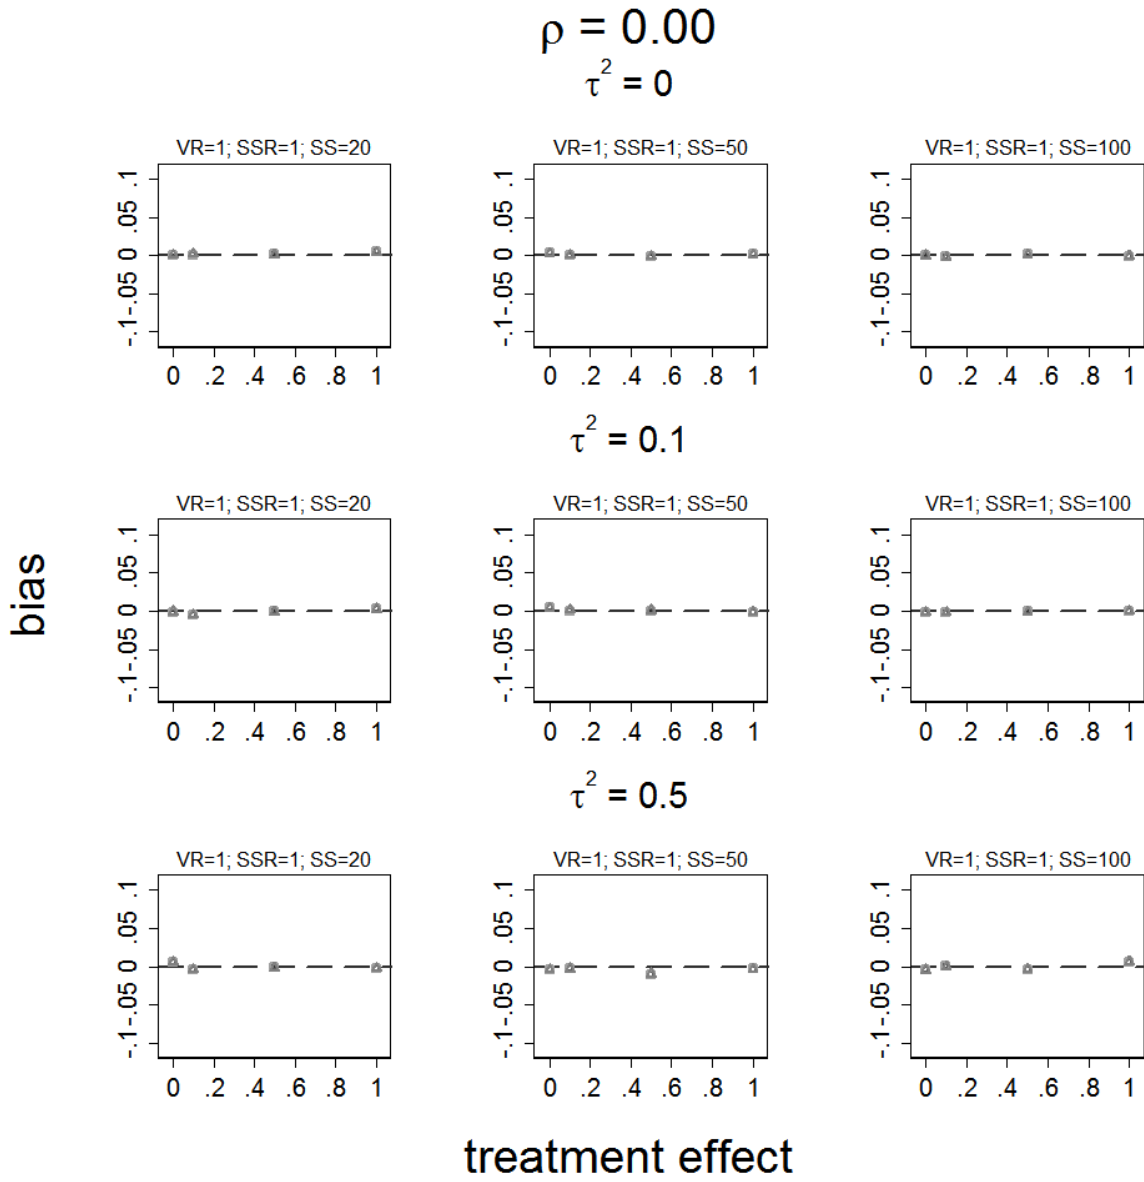 ρ = 0.00
τ² = 0
VR=1; SSR=1; SS=20
VR=1; SSR=1; SS=50
VR=1; SSR=1; SS=100
-.1 -.05 0 .05 .1
-.1 -.05 0 .05 .1
-.1 -.05 0 .05 .1
0 .2 .4 .6 .8 1
0 .2 .4 .6 .8 1
0 .2 .4 .6 .8 1
τ² = 0.1
VR=1; SSR=1; SS=20
VR=1; SSR=1; SS=50
VR=1; SSR=1; SS=100
-.1 -.05 0 .05 .1
-.1 -.05 0 .05 .1
-.1 -.05 0 .05 .1
0 .2 .4 .6 .8 1
0 .2 .4 .6 .8 1
0 .2 .4 .6 .8 1
bias
τ² = 0.5
VR=1; SSR=1; SS=20
VR=1; SSR=1; SS=50
VR=1; SSR=1; SS=100
-.1 -.05 0 .05 .1
-.1 -.05 0 .05 .1
-.1 -.05 0 .05 .1
0 .2 .4 .6 .8 1
0 .2 .4 .6 .8 1
0 .2 .4 .6 .8 1
treatment effect